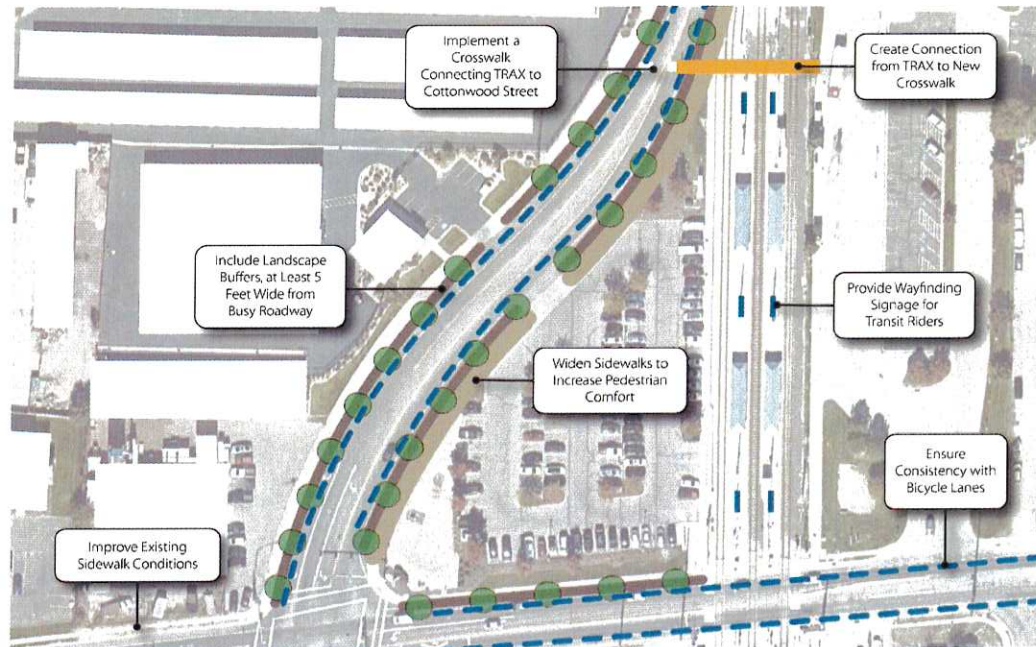 Implement a
Crosswalk
Connecting TRAX to
Cottonwood Street
Create Connection
from TRAX to New
Crosswalk
Include Landscape
Buffers, at Least 5
Feet Wide from
Busy Roadway
Provide Wayfinding
Signage for
Transit Riders
Widen Sidewalks to
Increase Pedestrian
Comfort
Ensure
Consistency with
Bicycle Lanes
Improve Existing
Sidewalk Conditions